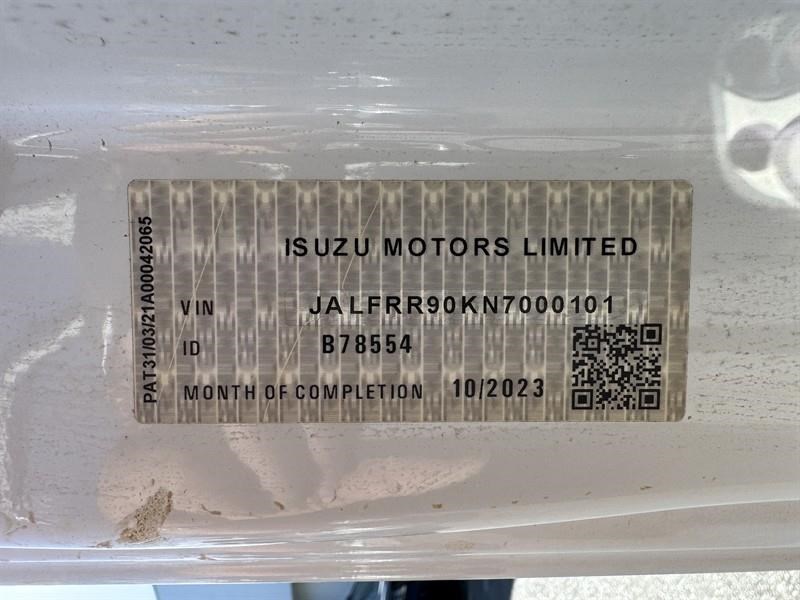 ISUZU MOTORS LIMITED
VIN JALFRR90KN7000101
ID B78554
MONTH OF COMPLETION 10/2023
PAT31/03/21A00042065